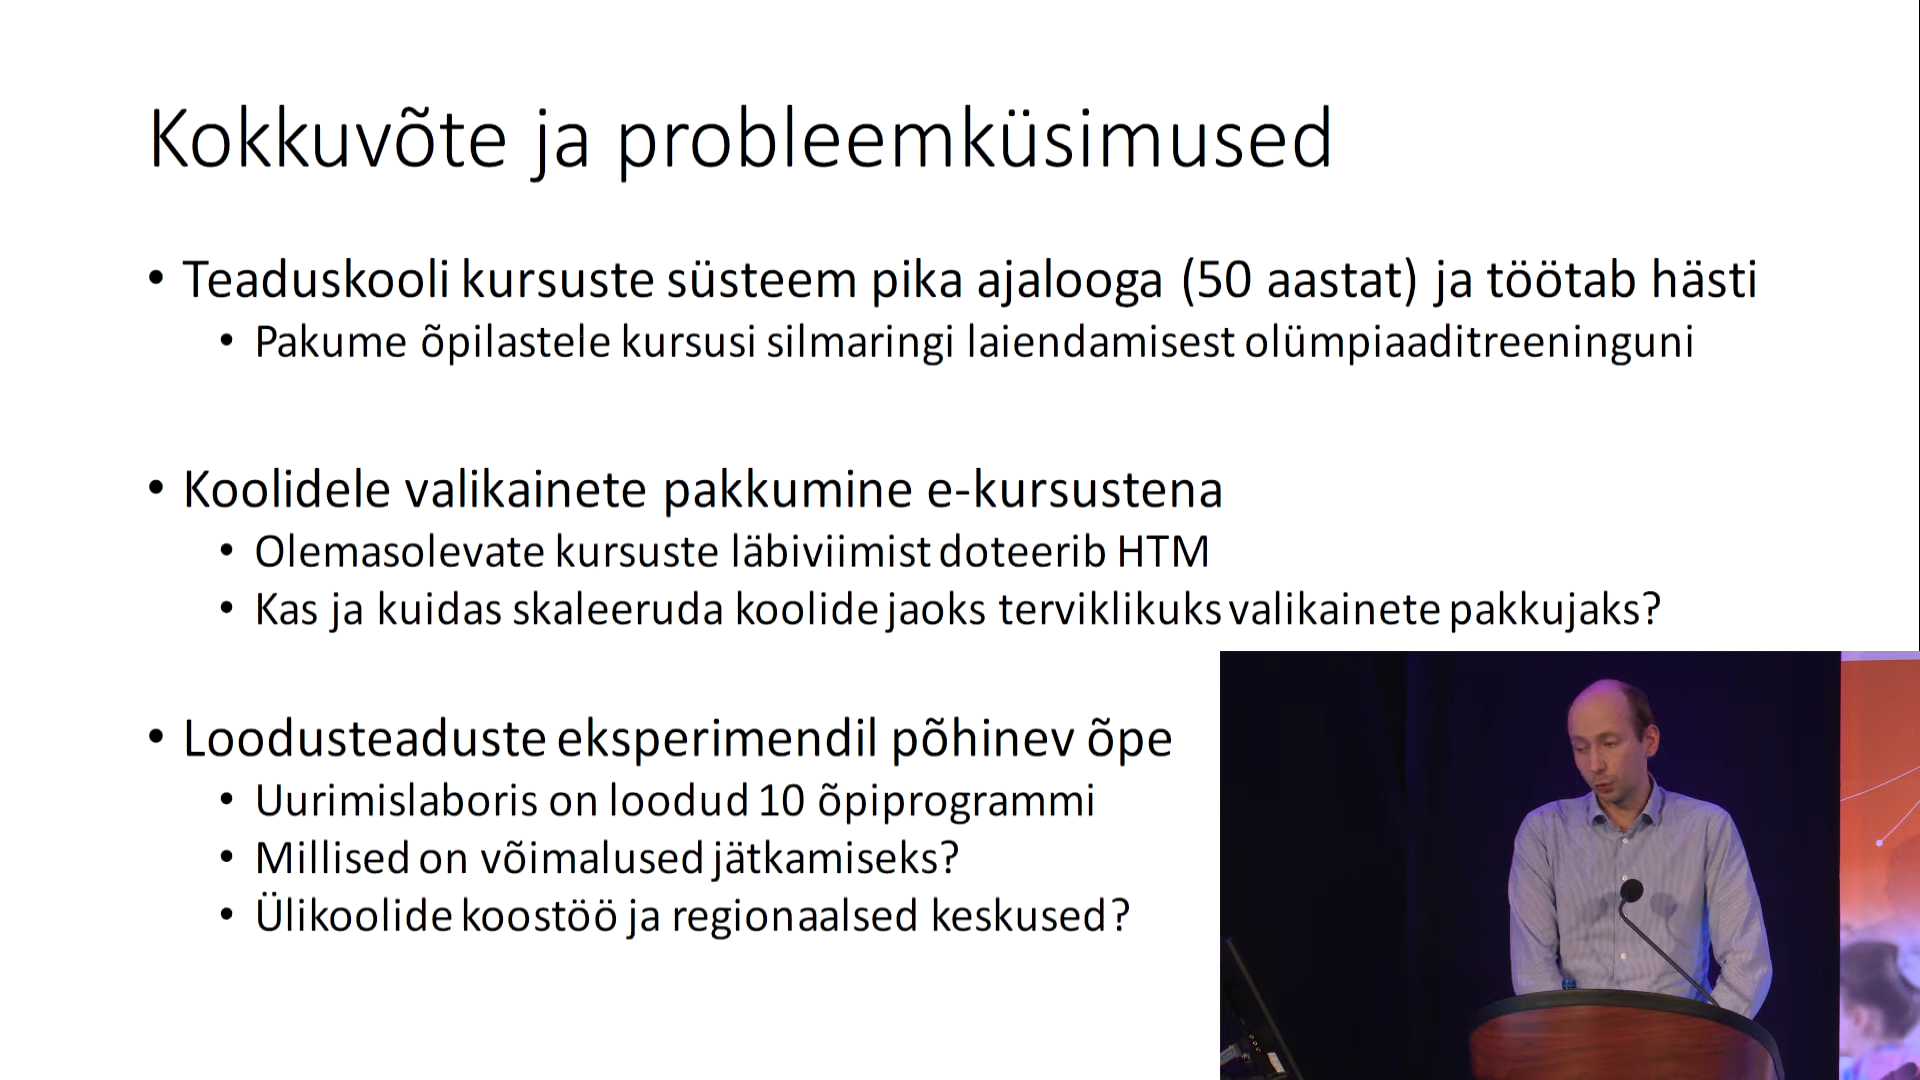 Kokkuvõte ja probleemküsimused
• Teaduskooli kursuste süsteem pika ajalooga (50 aastat) ja töötab hästi
• Pakume õpilastele kursusi silmaringi laiendamisest olümpiaaditreeninguni
• Koolidele valikainete pakkumine e-kursustena
• Olemasolevate kursuste läbiviimist doteerib HTM
• Kas ja kuidas skaleeruda koolide jaoks terviklikuks valikainete pakkujaks?
• Loodusteaduste eksperimendil põhinev õpe
• Uurimislaboris on loodud 10 õpiprogrammi
• Millised on võimalused jätkamiseks?
• Ülikoolide koostöö ja regionaalsed keskused?